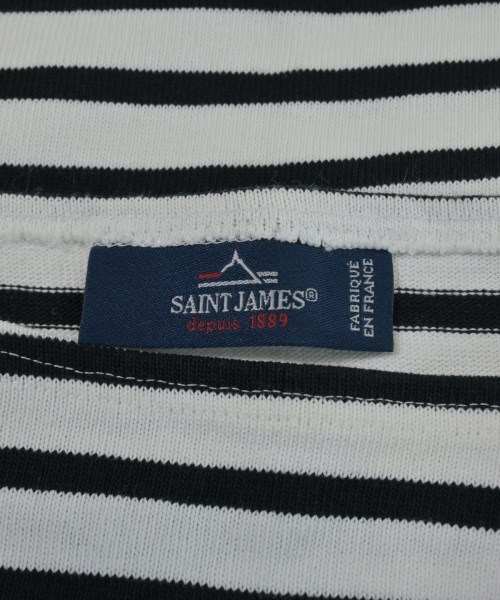 SAINT JAMES®
depuis 1889
FABRIQUÉ
EN FRANCE